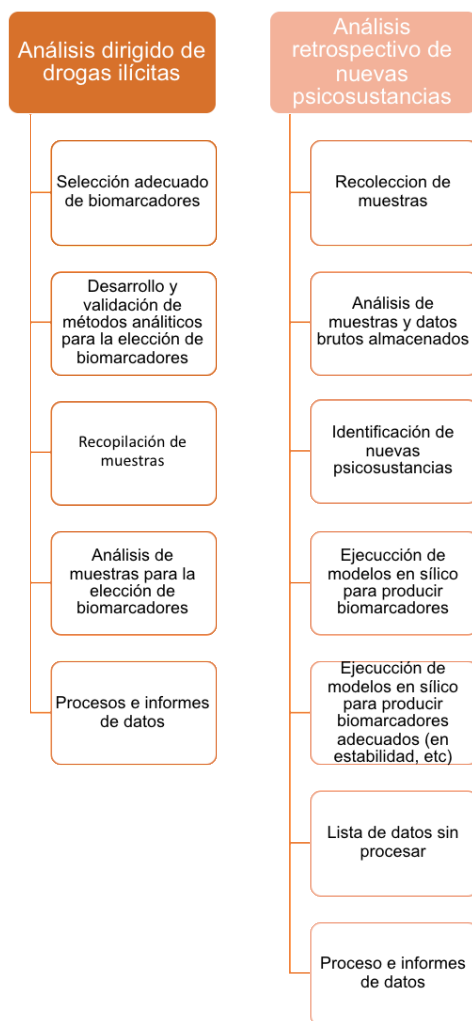 Análisis dirigido de
drogas ilícitas
Selección adecuado
de biomarcadores
Desarrollo y
validación de
métodos análiticos
para la elección de
biomarcadores
Recopilación de
muestras
Análisis de
muestras para la
elección de
biomarcadores
Procesos e informes
de datos
Análisis
retrospectivo de
nuevas
psicosustancias
Recoleccion de
muestras
Análisis de
muestras y datos
brutos almacenados
Identificación de
nuevas
psicosustancias
Ejecucción de
modelos en sílico
para producir
biomarcadores
Ejecucción de
modelos en sílico
para producir
biomarcadores
adecuados (en
estabilidad, etc)
Lista de datos sin
procesar
Proceso e informes
de datos